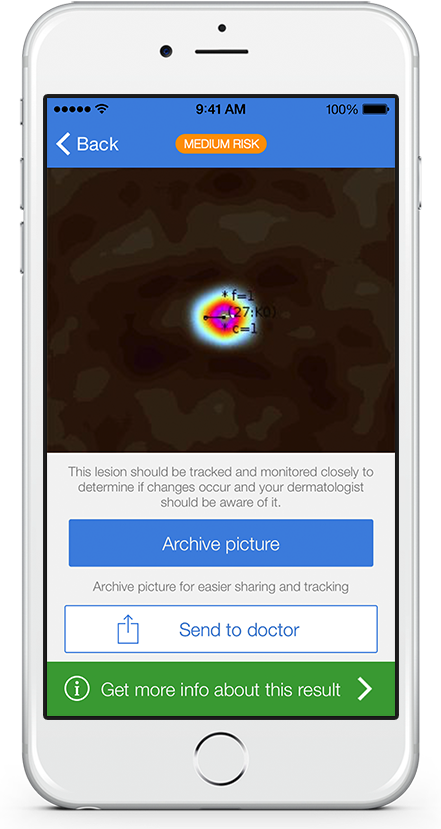 9:41 AM
100%
Back
MEDIUM RISK
* f=1
(27:K0)
* c=1
This lesion should be tracked and monitored closely to
determine if changes occur and your dermatologist
should be aware of it.
Archive picture
Archive picture for easier sharing and tracking
Send to doctor
Get more info about this result